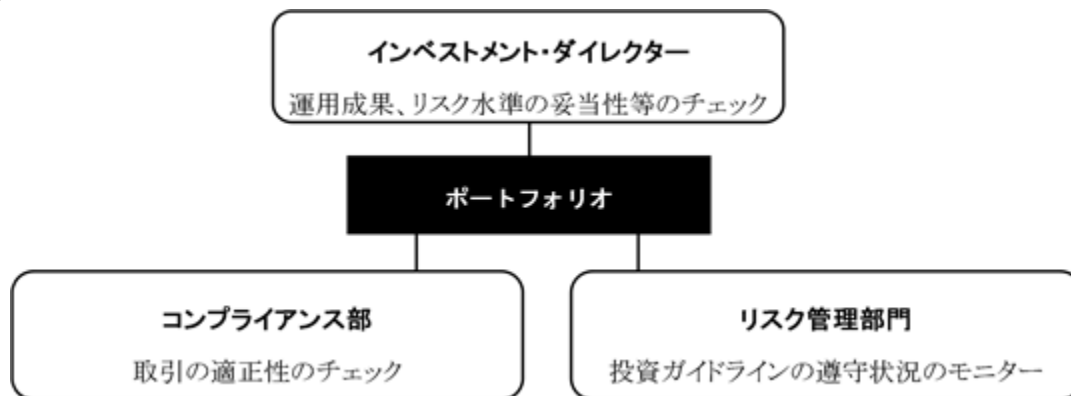 インベストメント・ダイレクター
運用成果、リスク水準の妥当性等のチェック
ポートフォリオ
コンプライアンス部
取引の適正性のチェック
リスク管理部門
投資ガイドラインの遵守状況のモニター